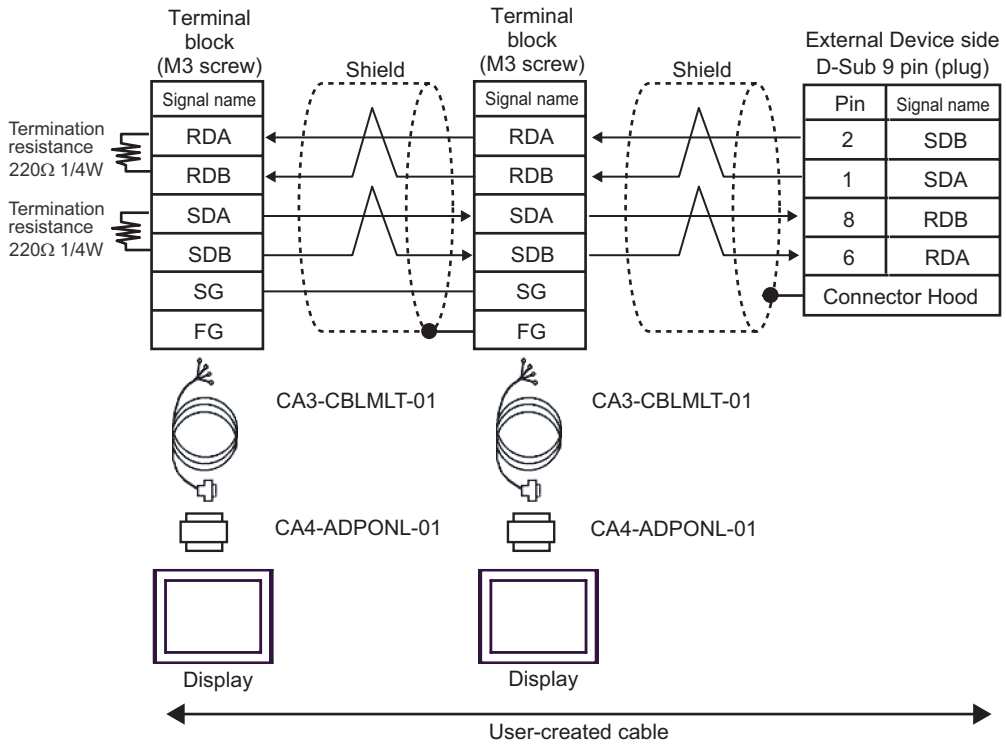 Terminal
block
(M3 screw)
Signal name
RDA
RDB
SDA
SDB
SG
FG
Termination
resistance
220Ω 1/4W
Termination
resistance
220Ω 1/4W
Shield
Terminal
block
(M3 screw)
Signal name
RDA
RDB
SDA
SDB
SG
FG
Shield
External Device side
D-Sub 9 pin (plug)
Pin Signal name
2 SDB
1 SDA
8 RDB
6 RDA
Connector Hood
CA3-CBLMLT-01
CA3-CBLMLT-01
CA4-ADPONL-01
CA4-ADPONL-01
Display
Display
User-created cable